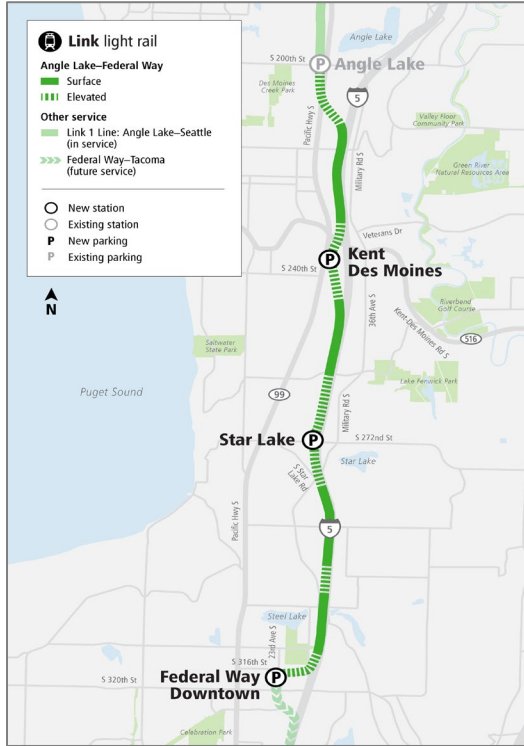 Link light rail
Angle Lake–Federal Way
Surface
Elevated
Other service
Link 1 Line: Angle Lake–Seattle
(in service)
Federal Way–Tacoma
(future service)
New station
Existing station
P New parking
P Existing parking
N
Angle Lake
S 200th St
P Angle Lake
Des Moines
Creek Park
5
Pacific Hwy S
Military Rd S
Valley Floor
Community Park
Green River
Natural Resources Area
Veterans Dr
P Kent
Des Moines
S 240th St
36th Ave S
Kent-Des Moines Rd S
Riverbend
Golf Course
516
Saltwater
State Park
Lake Fenwick Park
Puget Sound
99
Military Rd S
Star Lake P
S 272nd St
Star Lake
S Star
Lake Rd
Pacific Hwy S
5
Steel Lake
23rd Ave S
S 316th St
S 320th St
Federal Way P
Downtown
Celebration Park